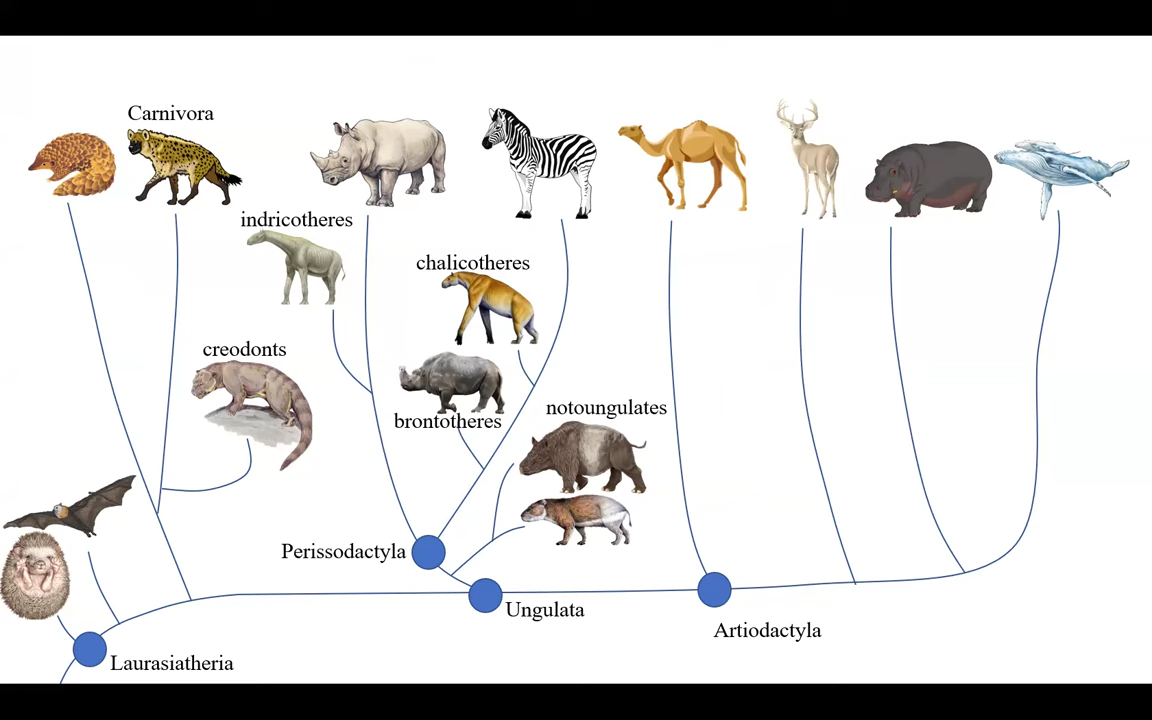 Carnivora
indricotheres
chalicotheres
creodonts
notoungulates
brontotheres
Perissodactyla
Ungulata
Artiodactyla
Laurasiatheria